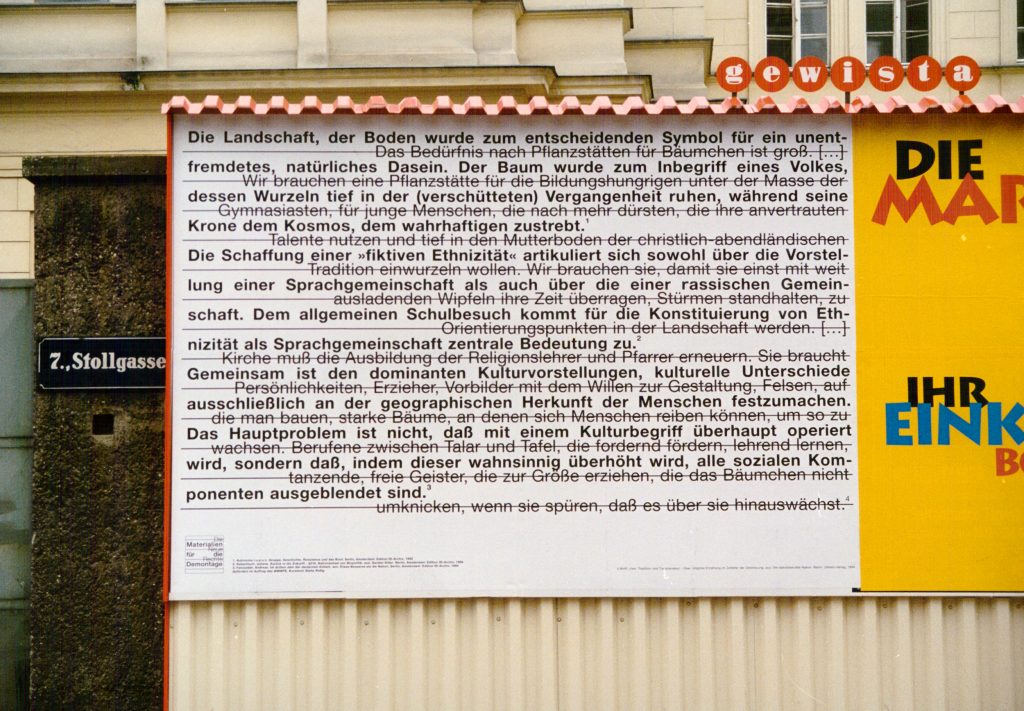 gewista
Die Landschaft, der Boden wurde zum entscheidenden Symbol für ein unent-
Das Bedürfnis nach Pflanzstätten für Bäumchen ist groß. [...]
fremdetes, natürliches Dasein. Der Baum wurde zum Inbegriff eines Volkes,
Wir brauchen eine Pflanzstätte für die Bildungshungrigen unter der Masse der
dessen Wurzeln tief in der (verschütteten) Vergangenheit ruhen, während seine
Gymnasiasten, für junge Menschen, die nach mehr dürsten, die ihre anvertrauten
Krone dem Kosmos, dem wahrhaftigen zustrebt.1
Talente nutzen und tief in den Mutterboden der christlich-abendländischen
Die Schaffung einer »fiktiven Ethnizität« artikuliert sich sowohl über die Vorstel-
Tradition einwurzeln wollen. Wir brauchen sie, damit sie einst mit weit
lung einer Sprachgemeinschaft als auch über die einer rassischen Gemein-
ausladenden Wipfeln ihre Zeit überragen, Stürmen standhalten, zu
schaft. Dem allgemeinen Schulbesuch kommt für die Konstituierung von Eth-
Orientierungspunkten in der Landschaft werden. [...]
nizität als Sprachgemeinschaft zentrale Bedeutung zu.2
Kirche muß die Ausbildung der Religionslehrer und Pfarrer erneuern. Sie braucht
Gemeinsam ist den dominanten Kulturvorstellungen, kulturelle Unterschiede
Persönlichkeiten, Erzieher, Vorbilder mit dem Willen zur Gestaltung, Felsen, auf
ausschließlich an der geographischen Herkunft der Menschen festzumachen.
die man bauen, starke Bäume, an denen sich Menschen reiben können, um so zu
Das Hauptproblem ist nicht, daß mit einem Kulturbegriff überhaupt operiert
wachsen. Berufene zwischen Talar und Tafel, die fordernd fördern, lehrend lernen,
wird, sondern daß, indem dieser wahnsinnig überhöht wird, alle sozialen Kom-
tanzende, freie Geister, die zur Größe erziehen, die das Bäumchen nicht
ponenten ausgeblendet sind.3
umknicken, wenn sie spüren, daß es über sie hinauswächst.4
Materialien
für die
Demontage
7., Stollgasse
DIE
MAR
IHR
EINK
BO